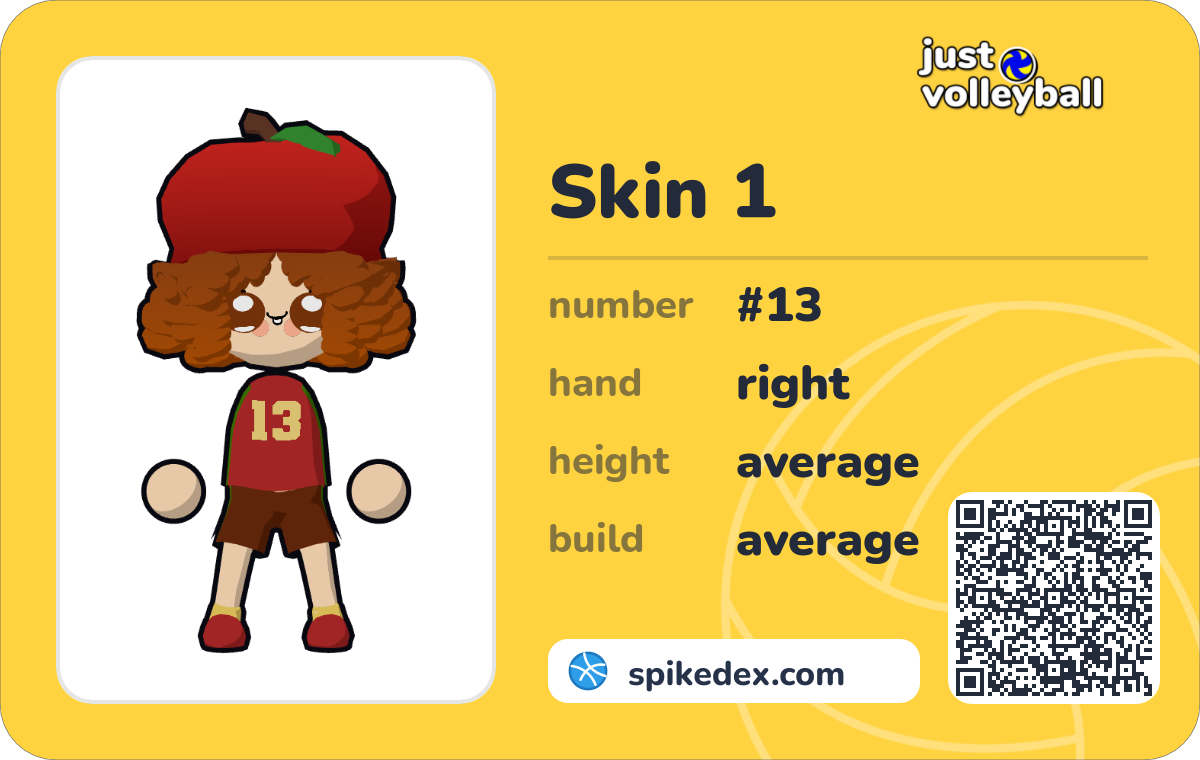 just
volleyball
Skin 1
number #13
hand right
height average
build average
13
spikedex.com